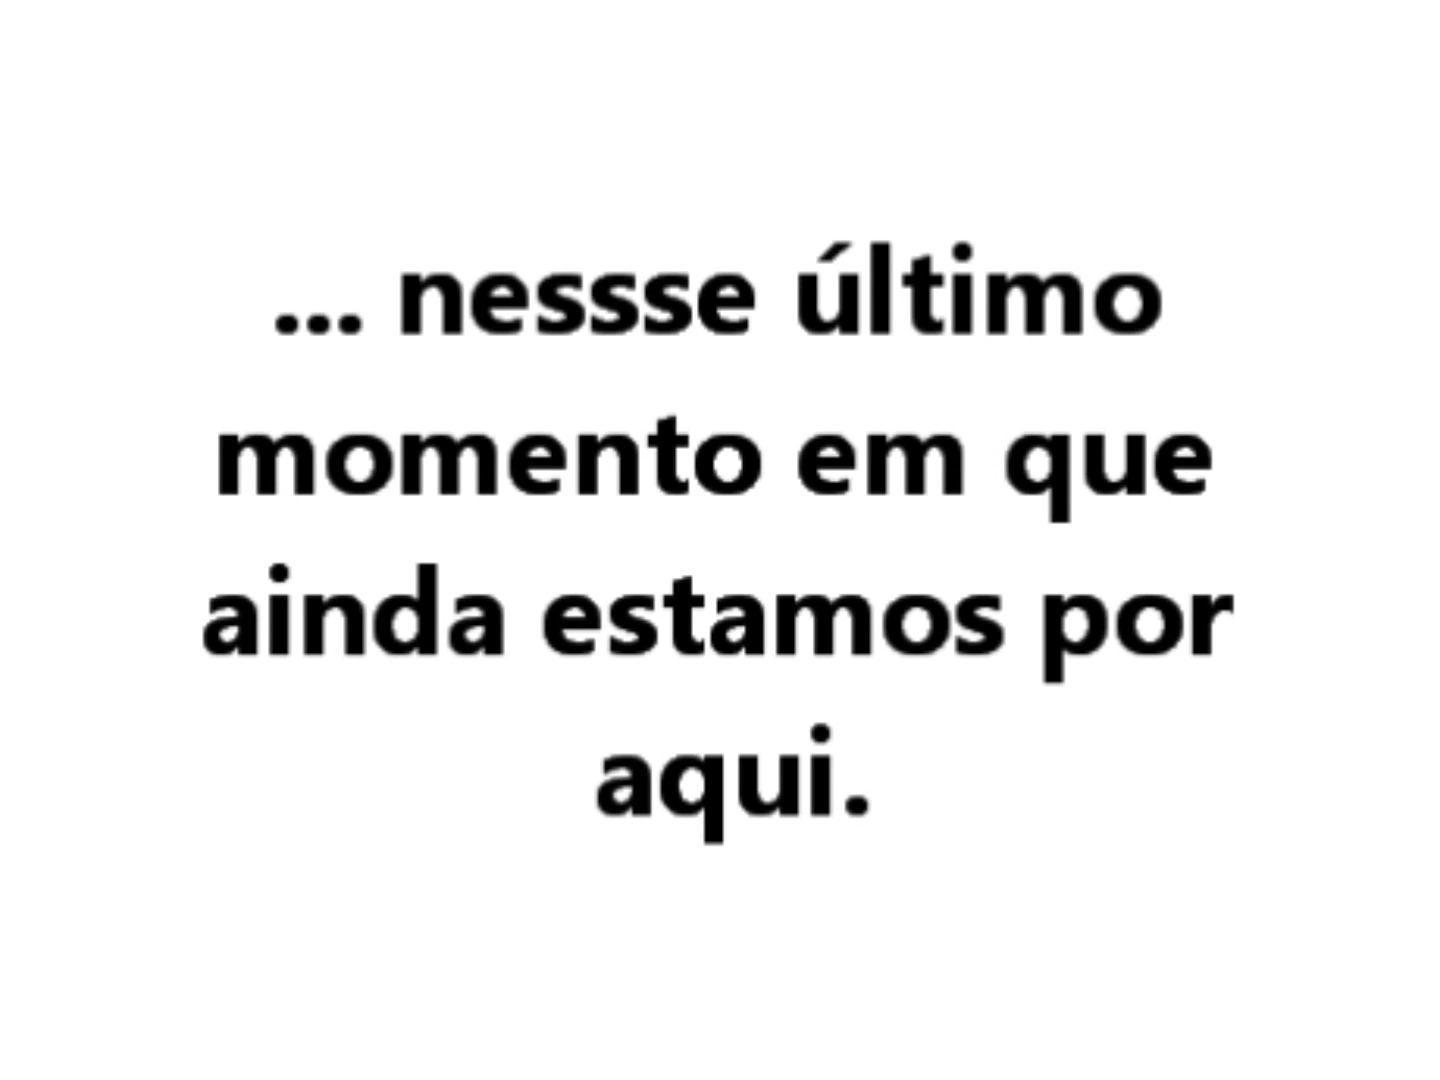 ... nessse último
momento em que
ainda estamos por
aqui.